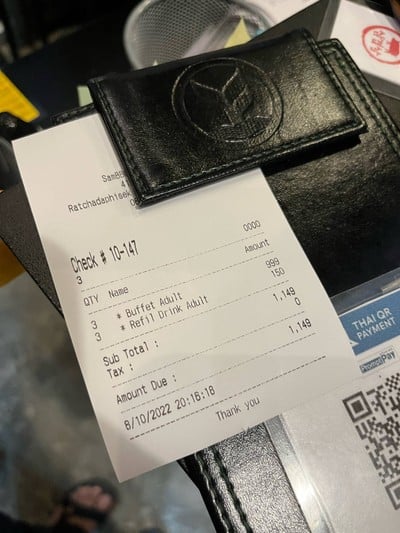 Ratchadaphisek
0000
Check # 10-147
3
QTY Name Amount
3 * Buffet Adult 999
3 * Refil Drink Adult 150
Sub Total : 1,149
Tax : 0
Amount Due : 1,149
8/10/2022 20:16:18
Thank you
THAI QR
PAYMENT
PromptPay